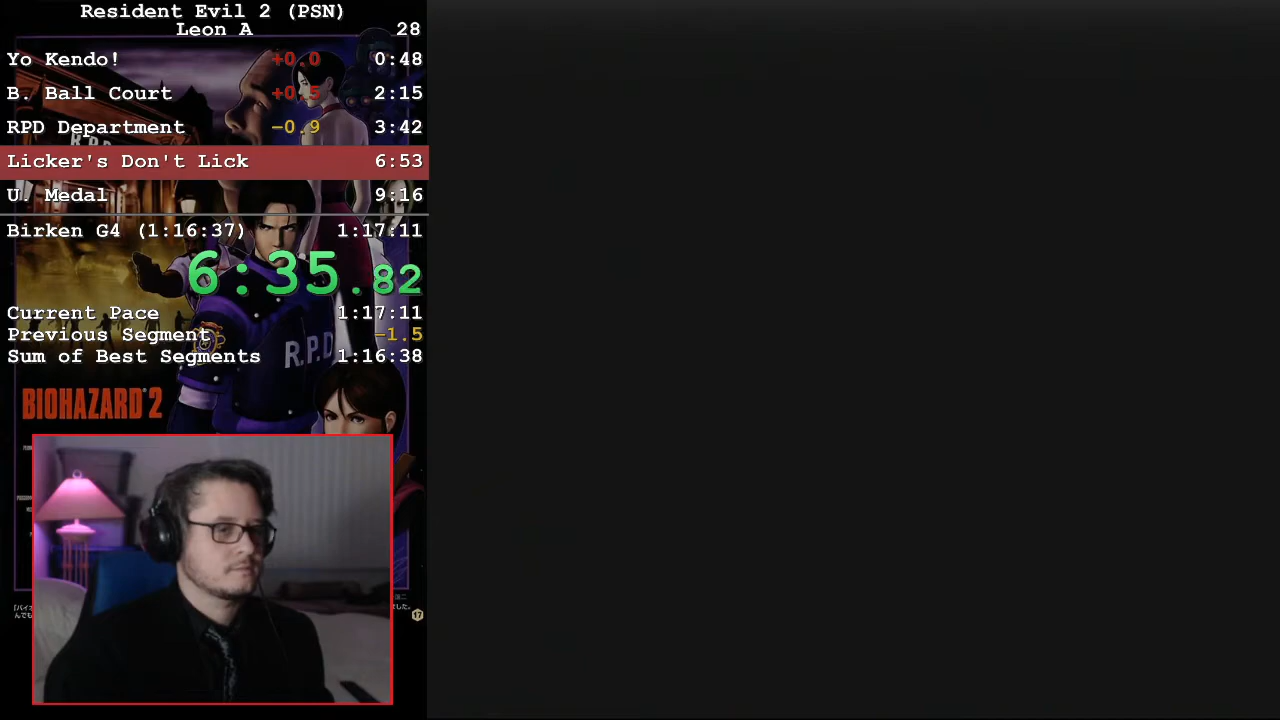 Resident Evil 2 (PSN)
Leon A 28
Yo Kendo! +0.0 0:48
B. Ball Court +0.5 2:15
RPD Department −0.9 3:42
Licker's Don't Lick 6:53
U. Medal 9:16
Birken G4 (1:16:37) 1:17:11
6:35.82
Current Pace 1:17:11
Previous Segment −1.5
Sum of Best Segments 1:16:38
R.P.D
BIOHAZARD 2
17